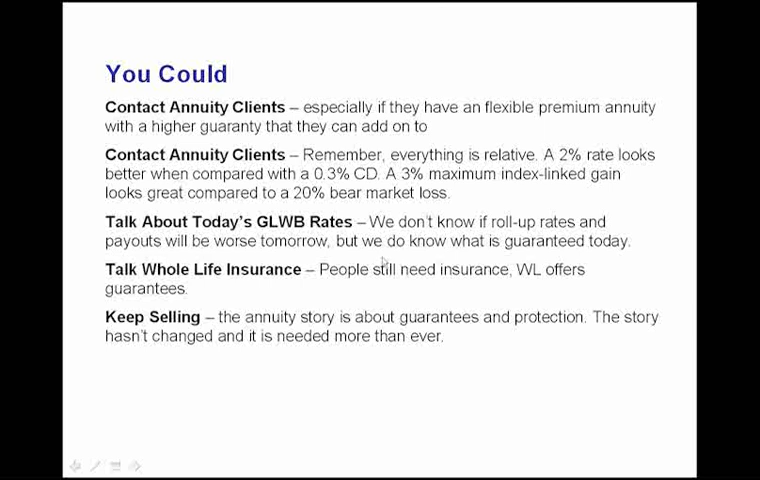 You Could
Contact Annuity Clients – especially if they have an flexible premium annuity
with a higher guaranty that they can add on to
Contact Annuity Clients – Remember, everything is relative. A 2% rate looks
better when compared with a 0.3% CD. A 3% maximum index-linked gain
looks great compared to a 20% bear market loss.
Talk About Today's GLWB Rates – We don't know if roll-up rates and
payouts will be worse tomorrow, but we do know what is guaranteed today.
Talk Whole Life Insurance – People still need insurance, WL offers
guarantees.
Keep Selling – the annuity story is about guarantees and protection. The story
hasn't changed and it is needed more than ever.